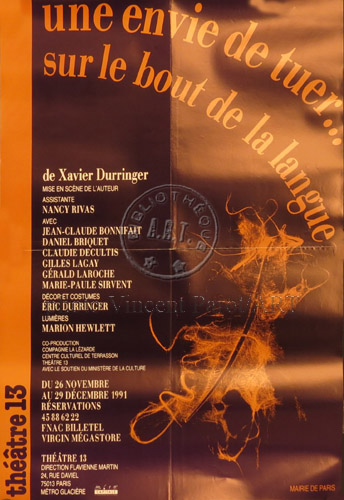 une envie de tuer...
sur le bout de la langue
de Xavier Durringer
MISE EN SCÈNE DE L'AUTEUR
ASSISTANTE
NANCY RIVAS
AVEC
JEAN-CLAUDE BONNIFAIT
DANIEL BRIQUET
CLAUDIE DECULTIS
GILLES LAGAY
GÉRALD LAROCHE
MARIE-PAULE SIRVENT
DÉCOR ET COSTUMES
ÉRIC DURRINGER
LUMIÈRES
MARION HEWLETT
CO-PRODUCTION
COMPAGNIE LA LÉZARDE
CENTRE CULTUREL DE TERRASSON
THÉÂTRE 13
AVEC LE SOUTIEN DU MINISTÈRE DE LA CULTURE
DU 26 NOVEMBRE
AU 29 DÉCEMBRE 1991
RÉSERVATIONS
45 88 62 22
FNAC BILLETEL
VIRGIN MÉGASTORE
THÉÂTRE 13
DIRECTION FLAVIENNE MARTIN
24, RUE DAVIEL
75013 PARIS
MÉTRO GLACIÈRE
MAIRIE DE PARIS
théâtre 13
BIBLIOTHÈQUE
A.R.T.
Vincent